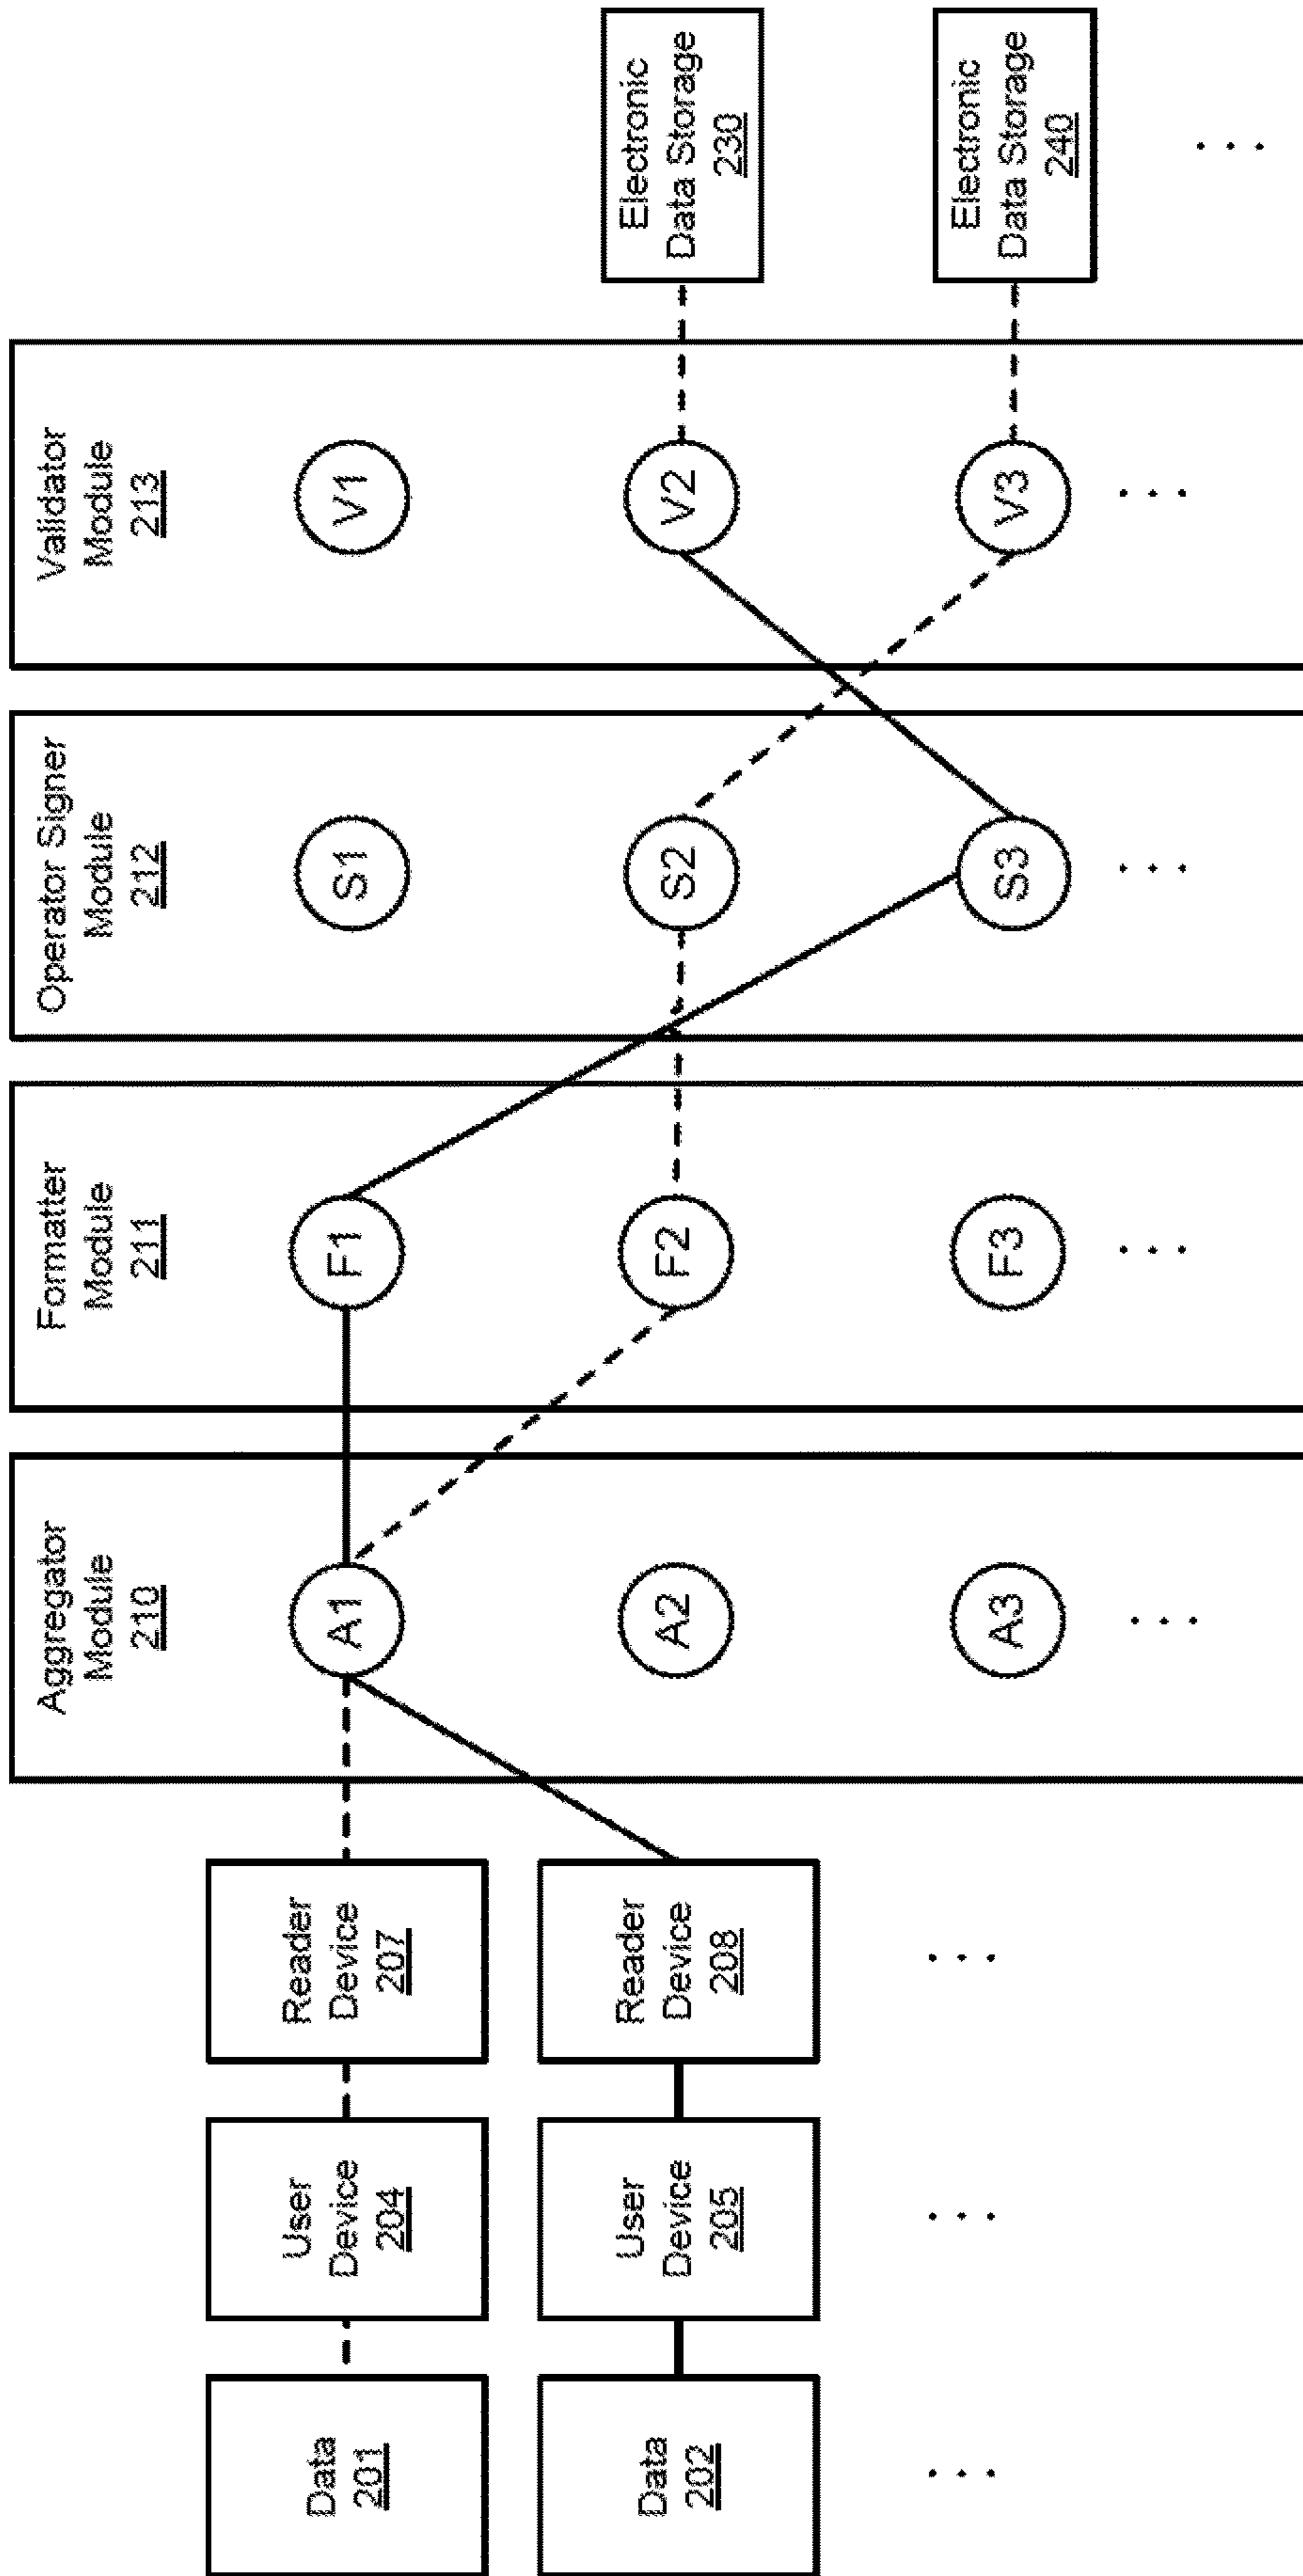 Data
201
User
Device
204
Reader
Device
207
Data
202
User
Device
205
Reader
Device
208
Aggregator
Module
210
A1
A2
A3
Formatter
Module
211
F1
F2
F3
Operator Signer
Module
212
S1
S2
S3
Validator
Module
213
V1
V2
V3
Electronic
Data Storage
230
Electronic
Data Storage
240